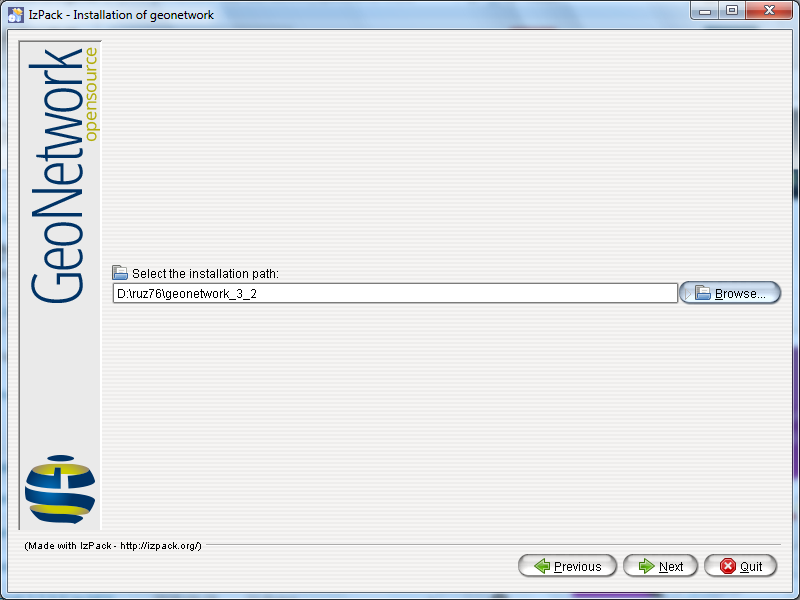 IzPack - Installation of geonetwork
GeoNetwork
opensource
Select the installation path:
D:\ruz76\geonetwork_3_2
Browse...
(Made with IzPack - http://izpack.org/)
Previous
Next
Quit